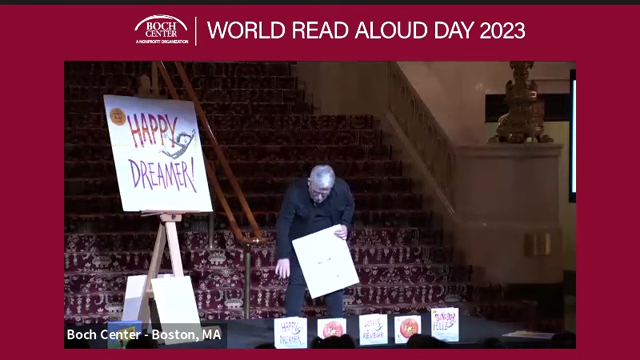 BOCH
CENTER
A NONPROFIT ORGANIZATION
WORLD READ ALOUD DAY 2023
HAPPY
DREAMER!
HAPPY
DREAMER
Boch Center - Boston, MA